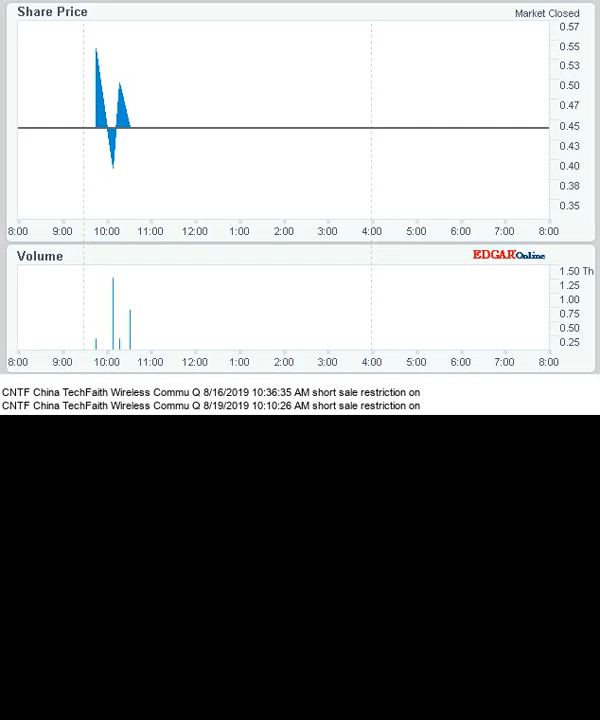 Share Price
Market Closed
0.57
0.55
0.53
0.50
0.47
0.45
0.43
0.40
0.38
0.35
8:00 9:00 10:00 11:00 12:00 1:00 2:00 3:00 4:00 5:00 6:00 7:00 8:00
Volume
EDGAR Online
1.50 Th
1.25
1.00
0.75
0.50
0.25
8:00 9:00 10:00 11:00 12:00 1:00 2:00 3:00 4:00 5:00 6:00 7:00 8:00
CNTF China TechFaith Wireless Commu Q 8/16/2019 10:36:35 AM short sale restriction on
CNTF China TechFaith Wireless Commu Q 8/19/2019 10:10:26 AM short sale restriction on